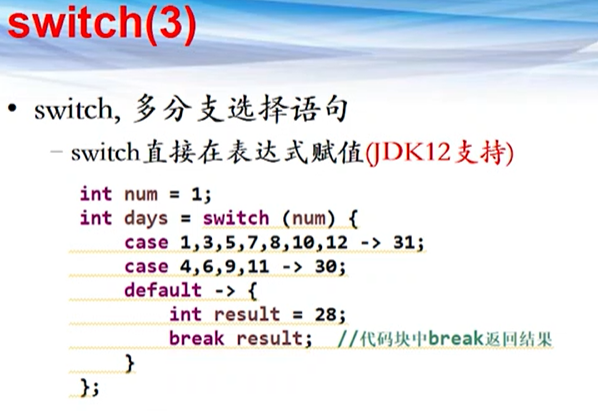 switch(3)
• switch, 多分支选择语句
– switch直接在表达式赋值(JDK12支持)
int num = 1;
int days = switch (num) {
    case 1,3,5,7,8,10,12 -> 31;
    case 4,6,9,11 -> 30;
    default -> {
        int result = 28;
        break result;  //代码块中break返回结果
    }
};